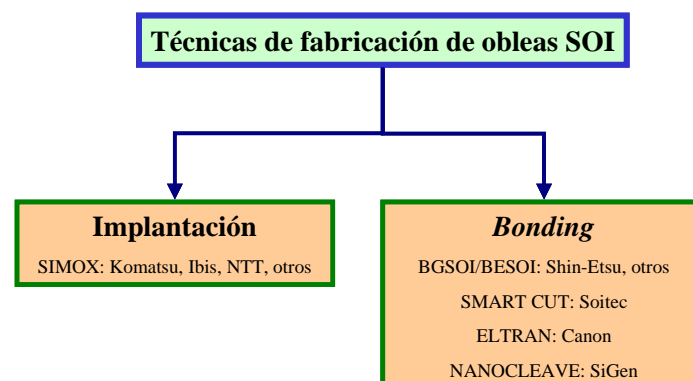 Técnicas de fabricación de obleas SOI
Implantación
SIMOX: Komatsu, Ibis, NTT, otros
Bonding
BGSOI/BESOI: Shin-Etsu, otros
SMART CUT: Soitec
ELTRAN: Canon
NANOCLEAVE: SiGen